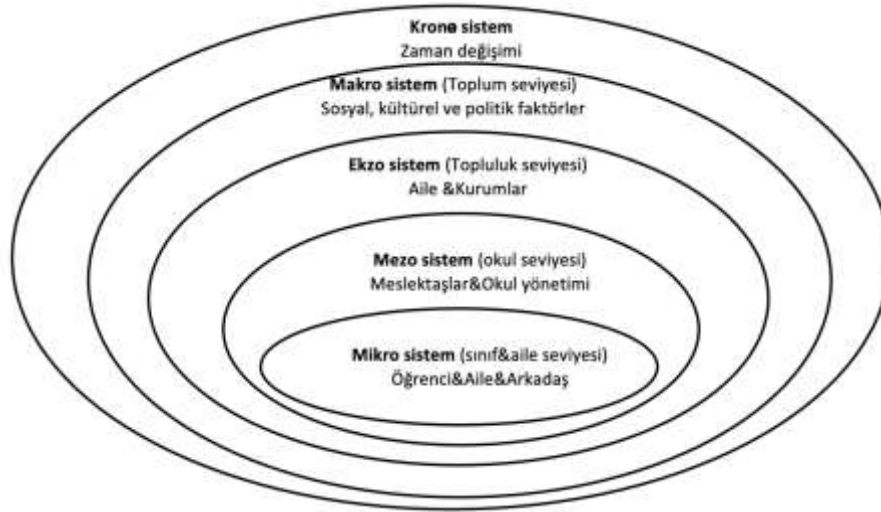 Krono sistem
Zaman değişimi
Makro sistem (Toplum seviyesi)
Sosyal, kültürel ve politik faktörler
Ekzo sistem (Topluluk seviyesi)
Aile &Kurumlar
Mezo sistem (okul seviyesi)
Meslektaşlar&Okul yönetimi
Mikro sistem (sınıf&aile seviyesi)
Öğrenci&Aile&Arkadaş